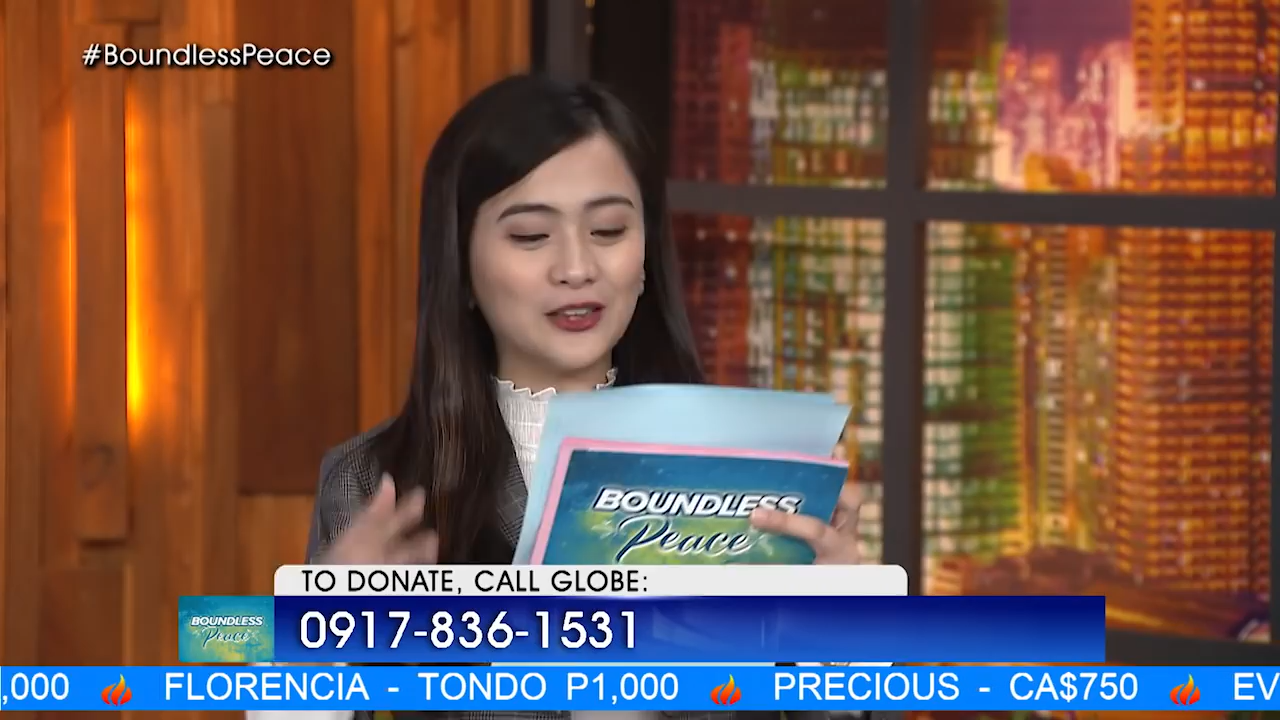 #BoundlessPeace
BOUNDLESS
Peace
TO DONATE, CALL GLOBE:
BOUNDLESS
Peace
0917-836-1531
,000 FLORENCIA - TONDO P1,000 PRECIOUS - CA$750 EV